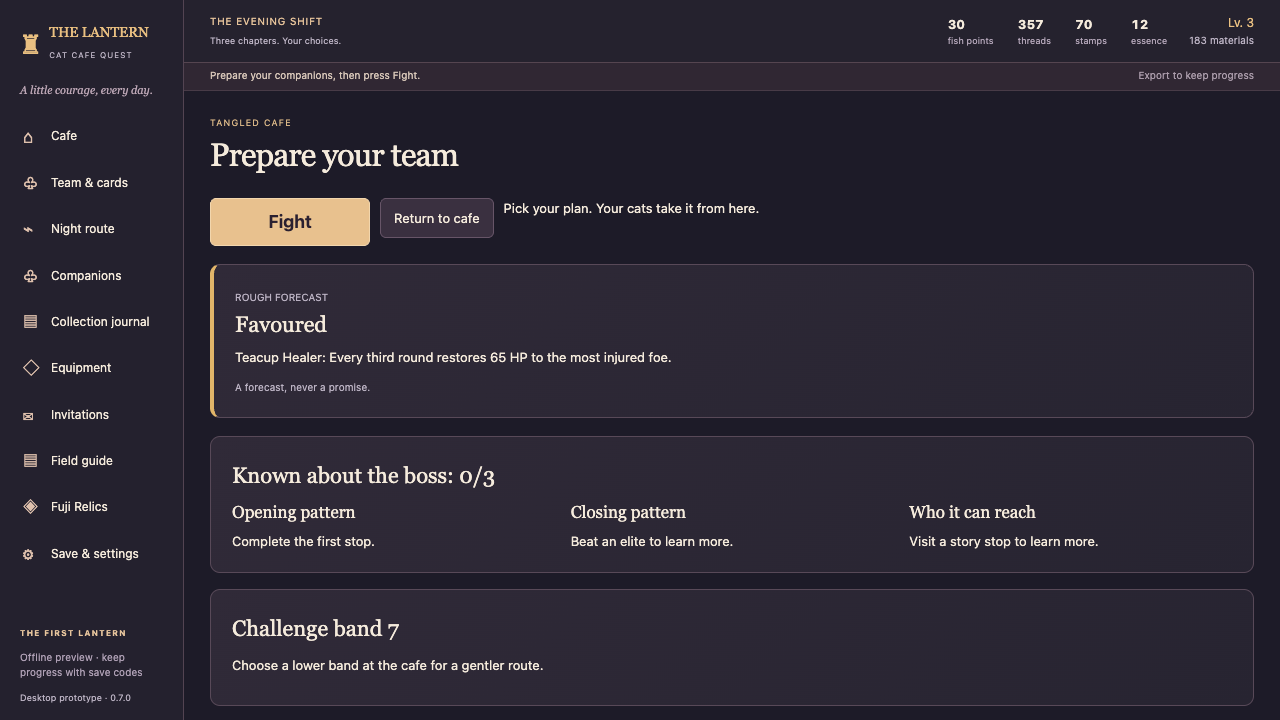 THE LANTERN
CAT CAFE QUEST
A little courage, every day.
Cafe
Team & cards
Night route
Companions
Collection journal
Equipment
Invitations
Field guide
Fuji Relics
Save & settings
THE FIRST LANTERN
Offline preview · keep
progress with save codes
Desktop prototype · 0.7.0
THE EVENING SHIFT
Three chapters. Your choices.
30
fish points
357
threads
70
stamps
12
essence
Lv. 3
183 materials
Prepare your companions, then press Fight.
Export to keep progress
TANGLED CAFE
Prepare your team
Fight
Return to cafe
Pick your plan. Your cats take it from here.
ROUGH FORECAST
Favoured
Teacup Healer: Every third round restores 65 HP to the most injured foe.
A forecast, never a promise.
Known about the boss: 0/3
Opening pattern
Complete the first stop.
Closing pattern
Beat an elite to learn more.
Who it can reach
Visit a story stop to learn more.
Challenge band 7
Choose a lower band at the cafe for a gentler route.